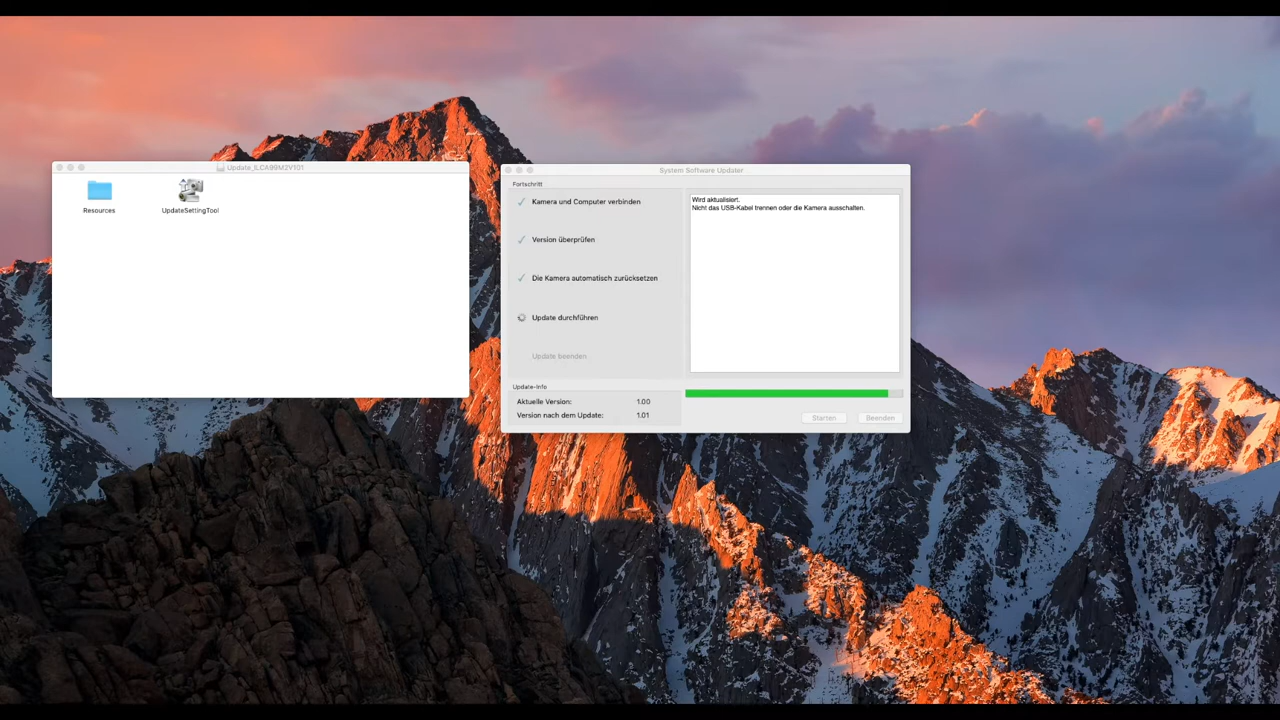 Update_ILCA99M2V101
Resources
UpdateSettingTool
System Software Updater
Fortschritt
Kamera und Computer verbinden
Version überprüfen
Die Kamera automatisch zurücksetzen
Update durchführen
Update beenden
Wird aktualisiert.
Nicht das USB-Kabel trennen oder die Kamera ausschalten.
Update-Info
Aktuelle Version: 1.00
Version nach dem Update: 1.01
Starten Beenden